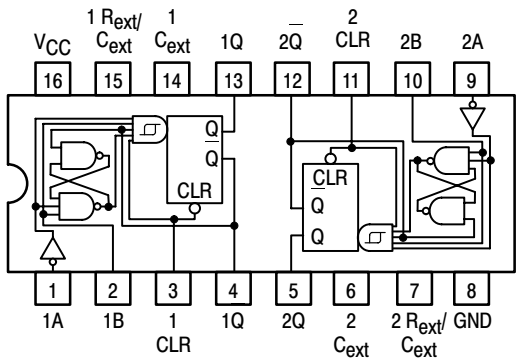 1 Rext/
Cext
1
Cext
2
CLR
VCC 1Q 2Q̅ 2B 2A
16 15 14 13 12 11 10 9
Q
Q̅
CLR
CLR
Q̅
Q
1 2 3 4 5 6 7 8
1A 1B 1
CLR
1Q̅ 2Q 2
Cext
2 Rext/
Cext
GND